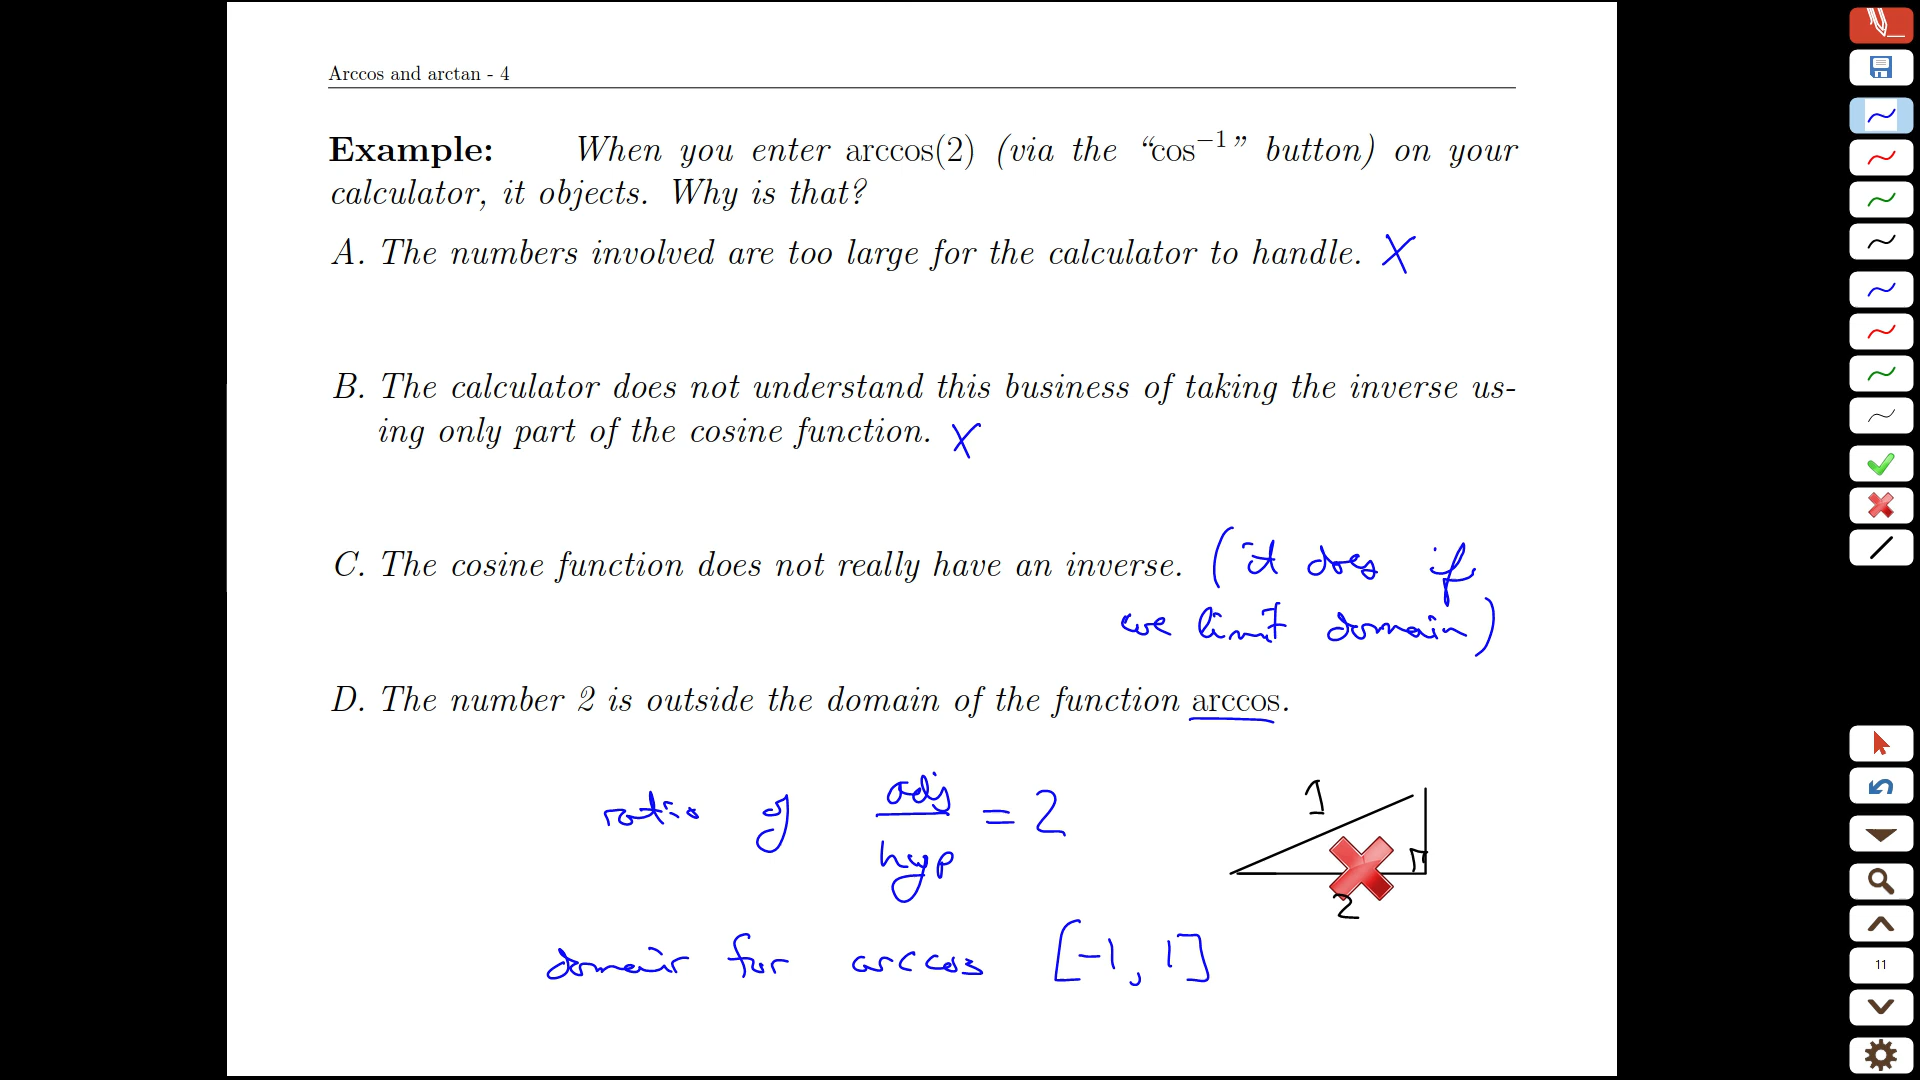 Arccos and arctan - 4
Example: When you enter arccos(2) (via the “cos⁻¹” button) on your
calculator, it objects. Why is that?
A. The numbers involved are too large for the calculator to handle. X
B. The calculator does not understand this business of taking the inverse us-
ing only part of the cosine function. X
C. The cosine function does not really have an inverse. (it does if
we limit domain)
D. The number 2 is outside the domain of the function arccos.
ratio of adj/hyp = 2
1
2
domain for arccos [-1, 1]
11